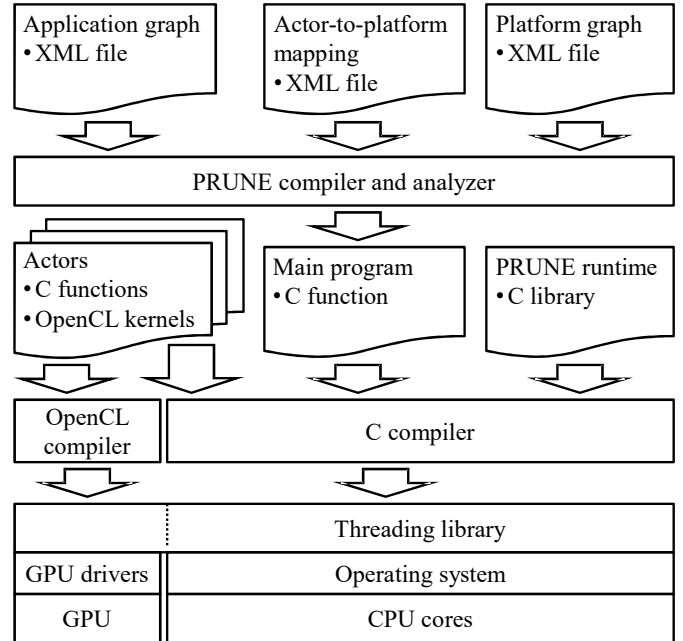 Application graph
• XML file
Actor-to-platform
mapping
• XML file
Platform graph
• XML file
PRUNE compiler and analyzer
Actors
• C functions
• OpenCL kernels
Main program
• C function
PRUNE runtime
• C library
OpenCL
compiler
C compiler
Threading library
GPU drivers
Operating system
GPU
CPU cores